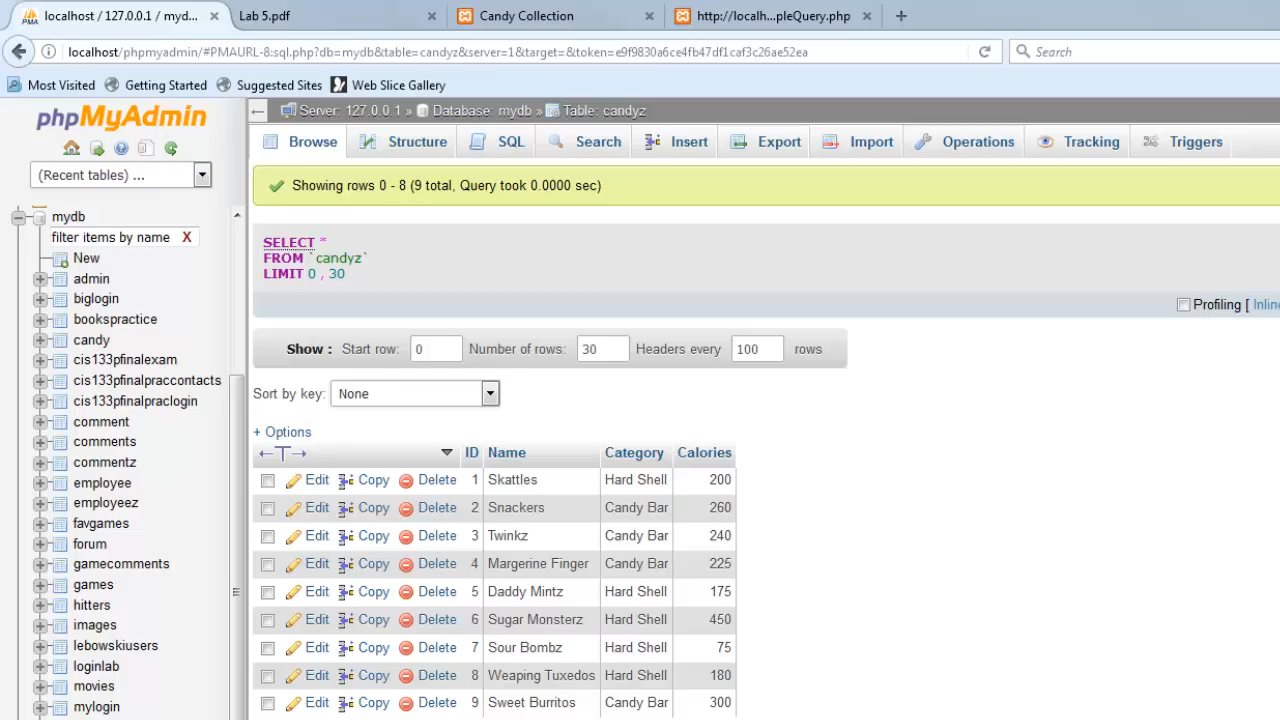 localhost / 127.0.0.1 / myd...
Lab 5.pdf
Candy Collection
http://localh...pleQuery.php
localhost/phpmyadmin/#PMAURL-8:sql.php?db=mydb&table=candyz&server=1&target=&token=e9f9830a6ce4fb47df1caf3c26ae52ea
Search
Most Visited
Getting Started
Suggested Sites
Web Slice Gallery
phpMyAdmin
(Recent tables) ...
mydb
filter items by name X
New
admin
biglogin
bookspractice
candy
cis133pfinalexam
cis133pfinalpraccontacts
cis133pfinalpraclogin
comment
comments
commentz
employee
employeez
favgames
forum
gamecomments
games
hitters
images
lebowskiusers
loginlab
movies
mylogin
Server: 127.0.0.1 » Database: mydb » Table: candyz
Browse Structure SQL Search Insert Export Import Operations Tracking Triggers
Showing rows 0 - 8 (9 total, Query took 0.0000 sec)
SELECT *
FROM `candyz`
LIMIT 0 , 30
Profiling [ Inline
Show : Start row: 0 Number of rows: 30 Headers every 100 rows
Sort by key: None
+ Options
←T→ ID Name Category Calories
Edit Copy Delete 1 Skattles Hard Shell 200
Edit Copy Delete 2 Snackers Candy Bar 260
Edit Copy Delete 3 Twinkz Candy Bar 240
Edit Copy Delete 4 Margerine Finger Candy Bar 225
Edit Copy Delete 5 Daddy Mintz Hard Shell 175
Edit Copy Delete 6 Sugar Monsterz Hard Shell 450
Edit Copy Delete 7 Sour Bombz Hard Shell 75
Edit Copy Delete 8 Weaping Tuxedos Hard Shell 180
Edit Copy Delete 9 Sweet Burritos Candy Bar 300